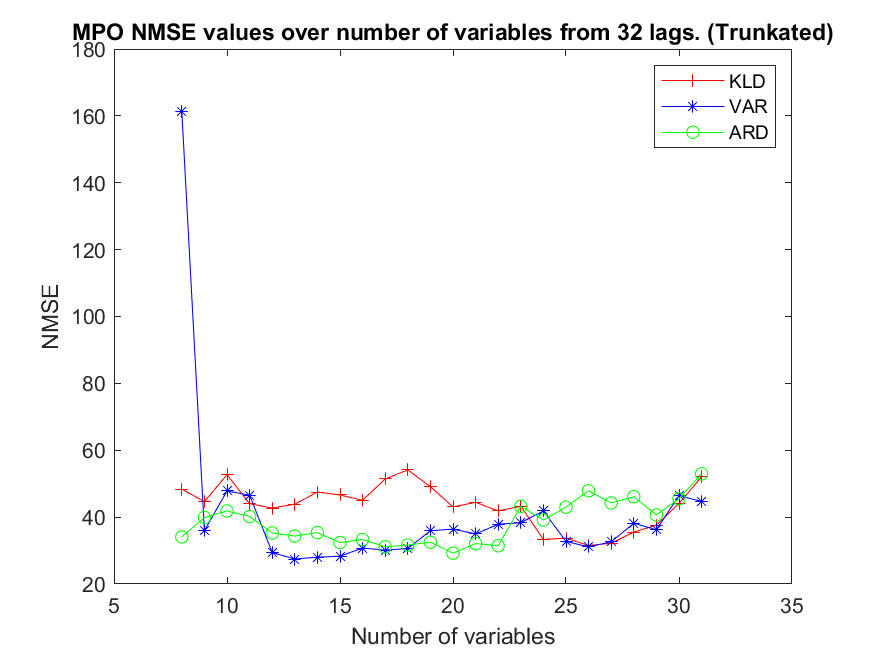 MPO NMSE values over number of variables from 32 lags. (Trunkated)
180
160
140
120
100
80
60
40
20
NMSE
KLD
VAR
ARD
5 10 15 20 25 30 35
Number of variables